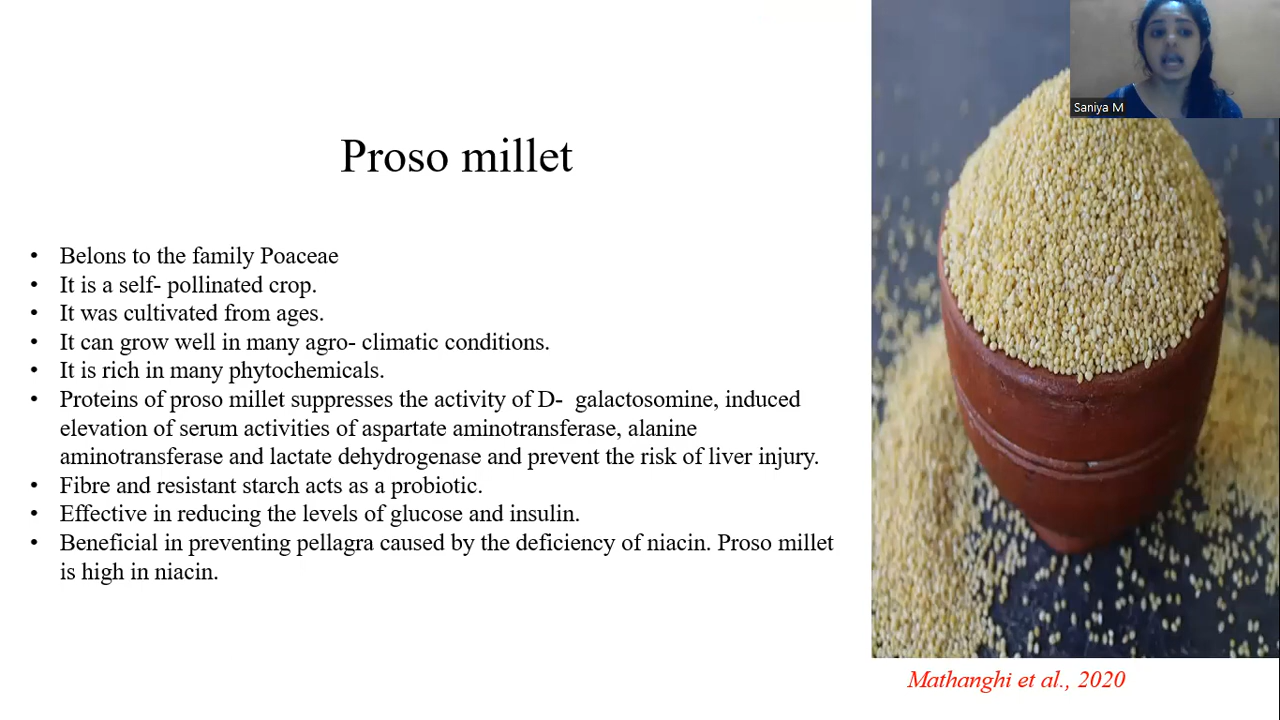 Saniya M
Proso millet
• Belons to the family Poaceae
• It is a self- pollinated crop.
• It was cultivated from ages.
• It can grow well in many agro- climatic conditions.
• It is rich in many phytochemicals.
• Proteins of proso millet suppresses the activity of D- galactosomine, induced
elevation of serum activities of aspartate aminotransferase, alanine
aminotransferase and lactate dehydrogenase and prevent the risk of liver injury.
• Fibre and resistant starch acts as a probiotic.
• Effective in reducing the levels of glucose and insulin.
• Beneficial in preventing pellagra caused by the deficiency of niacin. Proso millet
is high in niacin.
Mathanghi et al., 2020